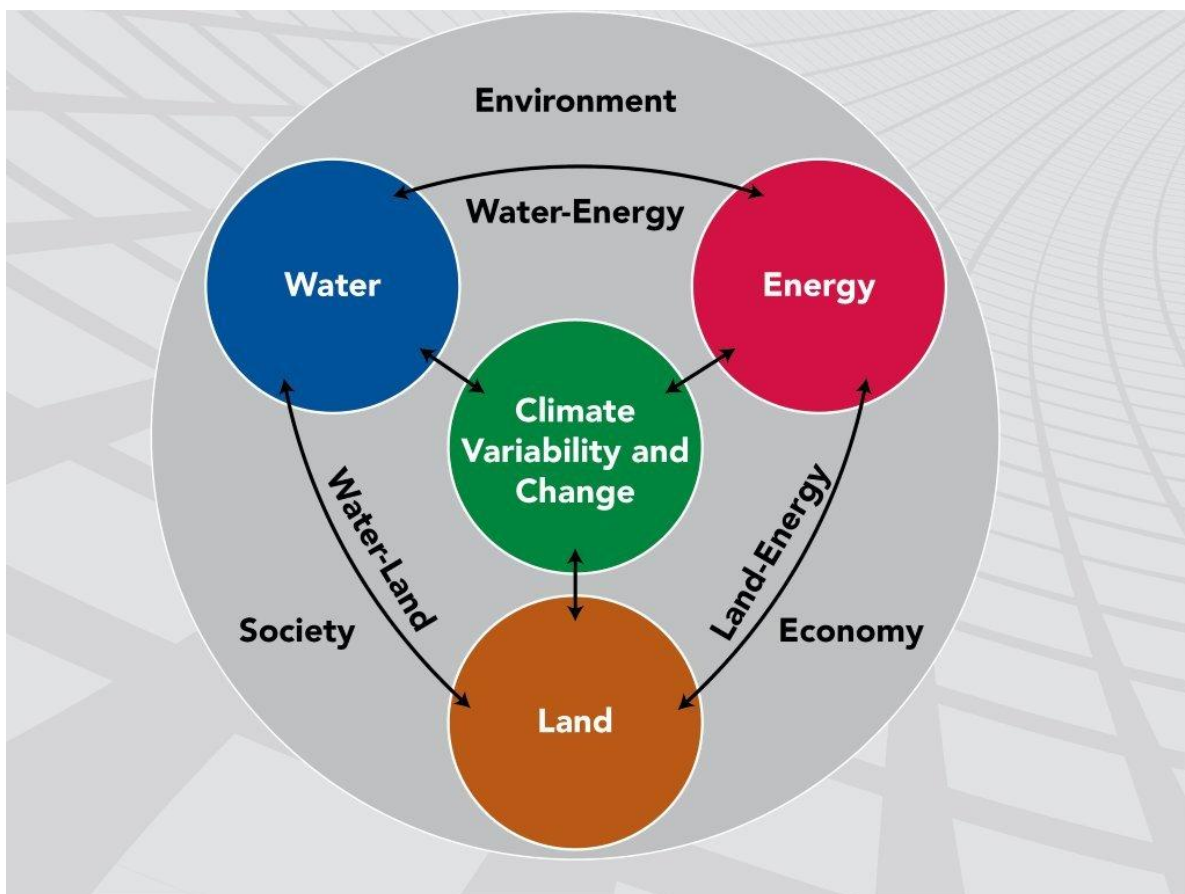 Environment
Water-Energy
Water
Energy
Climate
Variability and
Change
Water-Land
Land-Energy
Society
Economy
Land